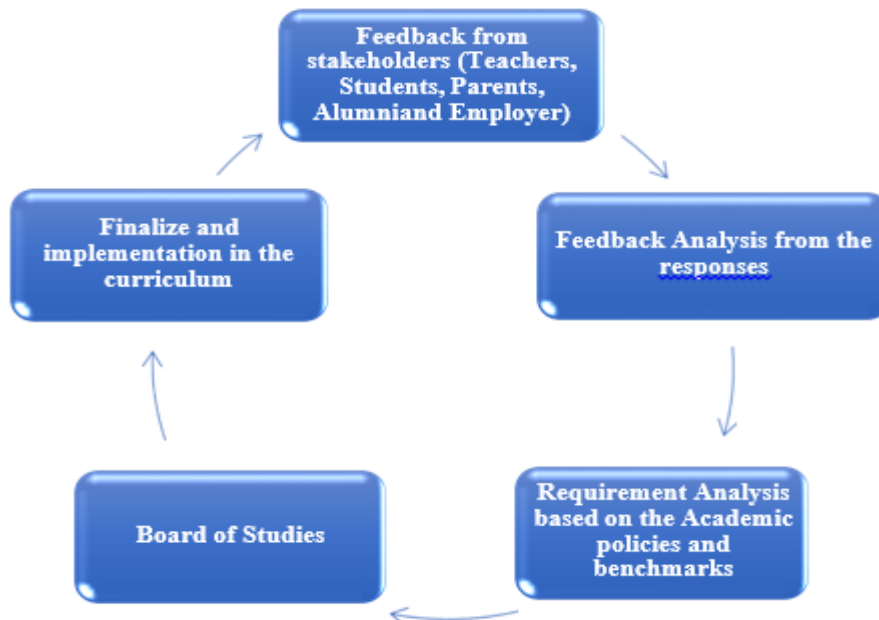 Feedback from
stakeholders (Teachers,
Students, Parents,
Alumniand Employer)
Feedback Analysis from the
responses
Requirement Analysis
based on the Academic
policies and
benchmarks
Board of Studies
Finalize and
implementation in the
curriculum